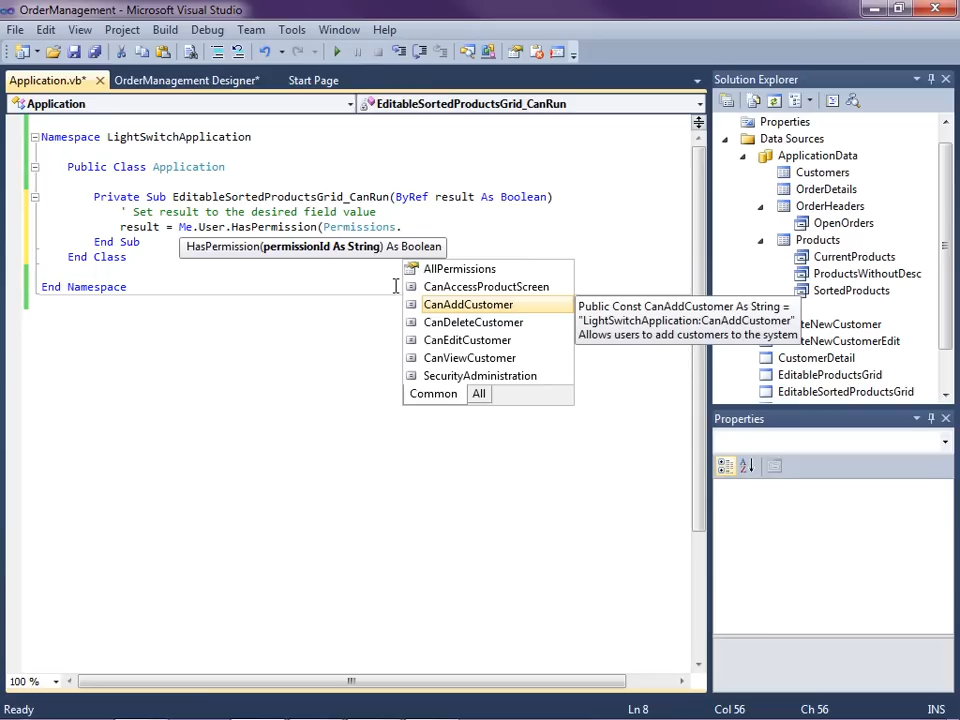 OrderManagement - Microsoft Visual Studio
File Edit View Project Build Debug Team Tools Window Help
Application.vb* OrderManagement Designer* Start Page
Application EditableSortedProductsGrid_CanRun
Namespace LightSwitchApplication
Public Class Application
Private Sub EditableSortedProductsGrid_CanRun(ByRef result As Boolean)
' Set result to the desired field value
result = Me.User.HasPermission(Permissions.
End Sub
HasPermission(permissionId As String) As Boolean
End Class
End Namespace
AllPermissions
CanAccessProductScreen
CanAddCustomer
CanDeleteCustomer
CanEditCustomer
CanViewCustomer
SecurityAdministration
Common All
Public Const CanAddCustomer As String =
"LightSwitchApplication:CanAddCustomer"
Allows users to add customers to the system
100 %
Solution Explorer
Properties
Data Sources
ApplicationData
Customers
OrderDetails
OrderHeaders
OpenOrders
Products
CurrentProducts
ProductsWithoutDesc
SortedProducts
teNewCustomer
teNewCustomerEdit
CustomerDetail
EditableProductsGrid
EditableSortedProductsGrid
Properties
Ready Ln 8 Col 56 Ch 56 INS